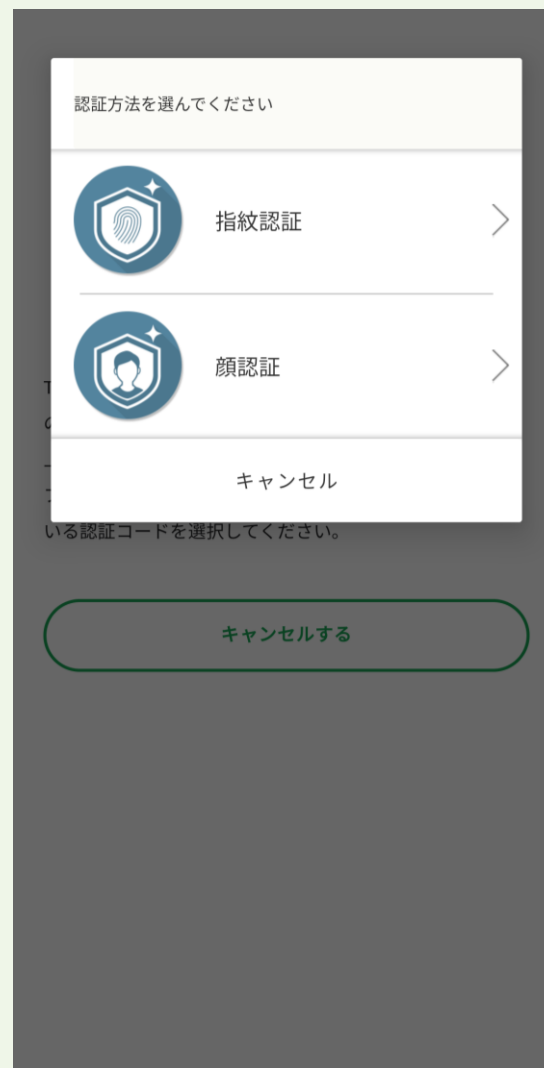 認証方法を選んでください
指紋認証
顔認証
キャンセル
いる認証コードを選択してください。
キャンセルする